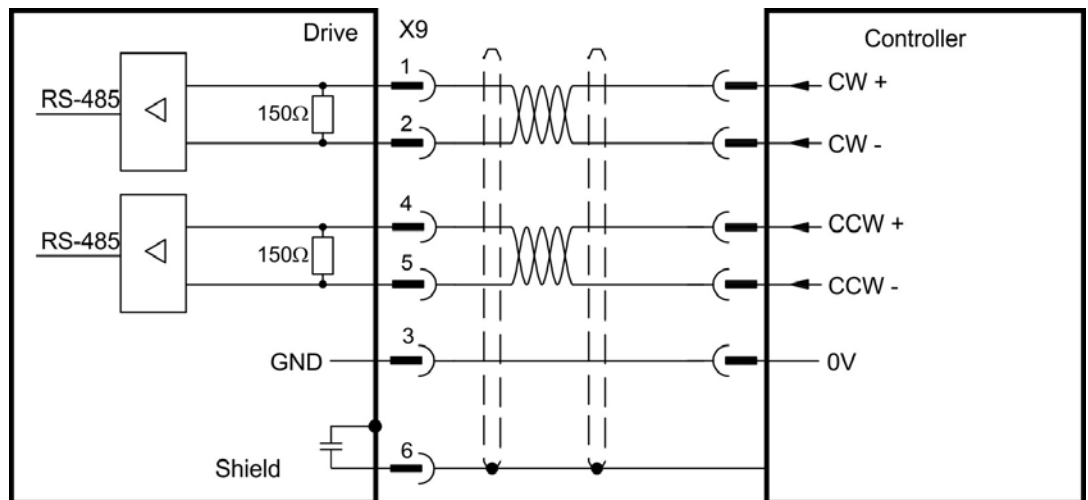 Drive X9 Controller
1
RS-485 CW +
150Ω
2
CW -
4
RS-485 CCW +
150Ω
5
CCW -
3
GND 0V
6
Shield